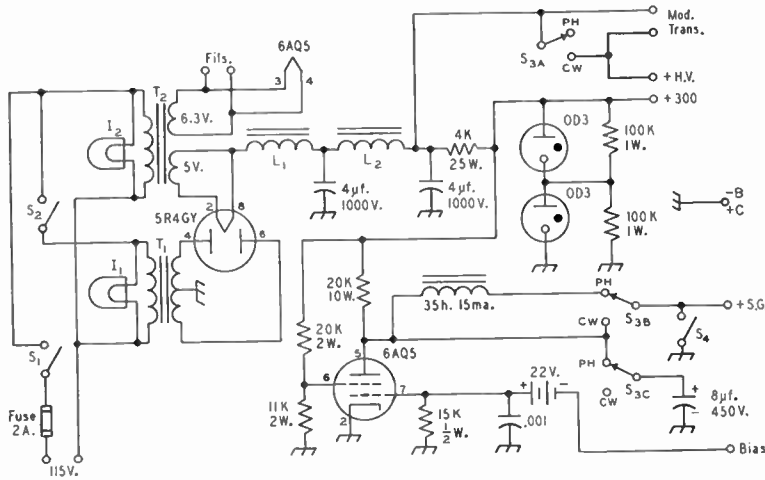 Fils.
6AQ5
3
4
T2
6.3V.
I2
5V.
S2
2
8
5R4GY
4
6
T1
I1
S1
Fuse
2A.
115V.
L1
L2
4µf.
1000V.
4µf.
1000V.
4K
25W.
PH
S3A
CW
Mod.
Trans.
+H.V.
+300
OD3
OD3
100K
1W.
100K
1W.
-B
+C
20K
10W.
20K
2W.
35h. 15ma.
PH
S3B
+S.G
CW
S4
PH
S3C
CW
8µf.
450V.
5
6AQ5
6
7
2
11K
2W.
15K
½W.
.001
+
22V.
-
+
-
Bias